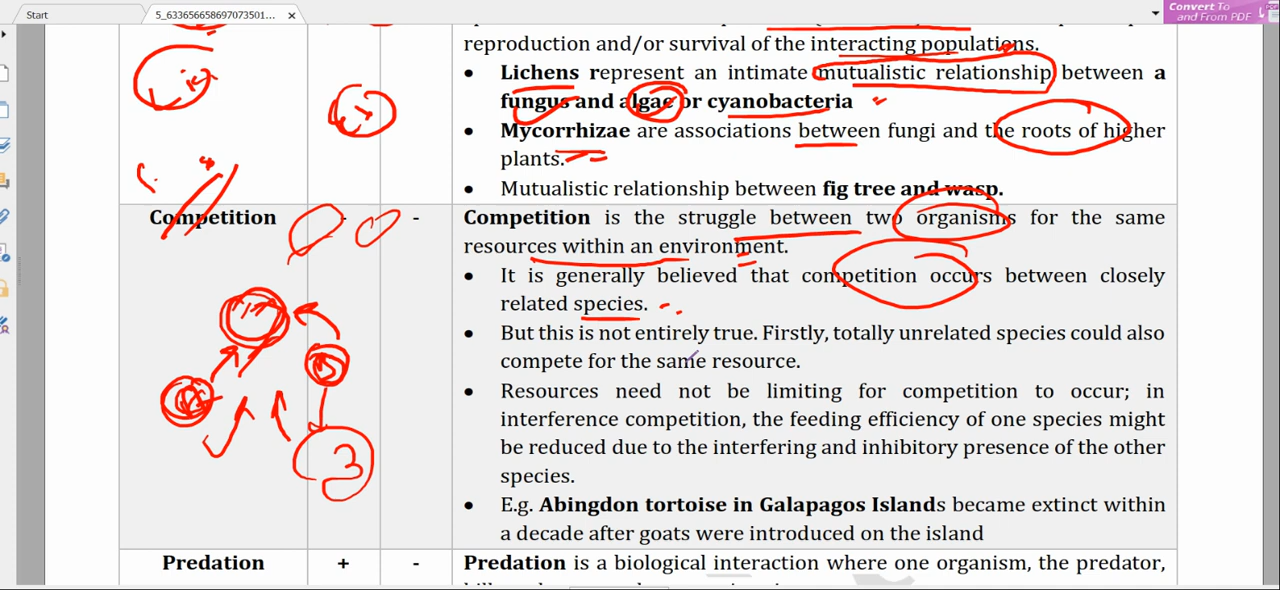 Start
5_633656658697073501...
Convert To
and From PDF
reproduction and/or survival of the interacting populations.
• Lichens represent an intimate mutualistic relationship between a
fungus and algae or cyanobacteria
• Mycorrhizae are associations between fungi and the roots of higher
plants.
• Mutualistic relationship between fig tree and wasp.
Competition - - Competition is the struggle between two organisms for the same
resources within an environment.
• It is generally believed that competition occurs between closely
related species.
• But this is not entirely true. Firstly, totally unrelated species could also
compete for the same resource.
• Resources need not be limiting for competition to occur; in
interference competition, the feeding efficiency of one species might
be reduced due to the interfering and inhibitory presence of the other
species.
3
• E.g. Abingdon tortoise in Galapagos Islands became extinct within
a decade after goats were introduced on the island
Predation + - Predation is a biological interaction where one organism, the predator,